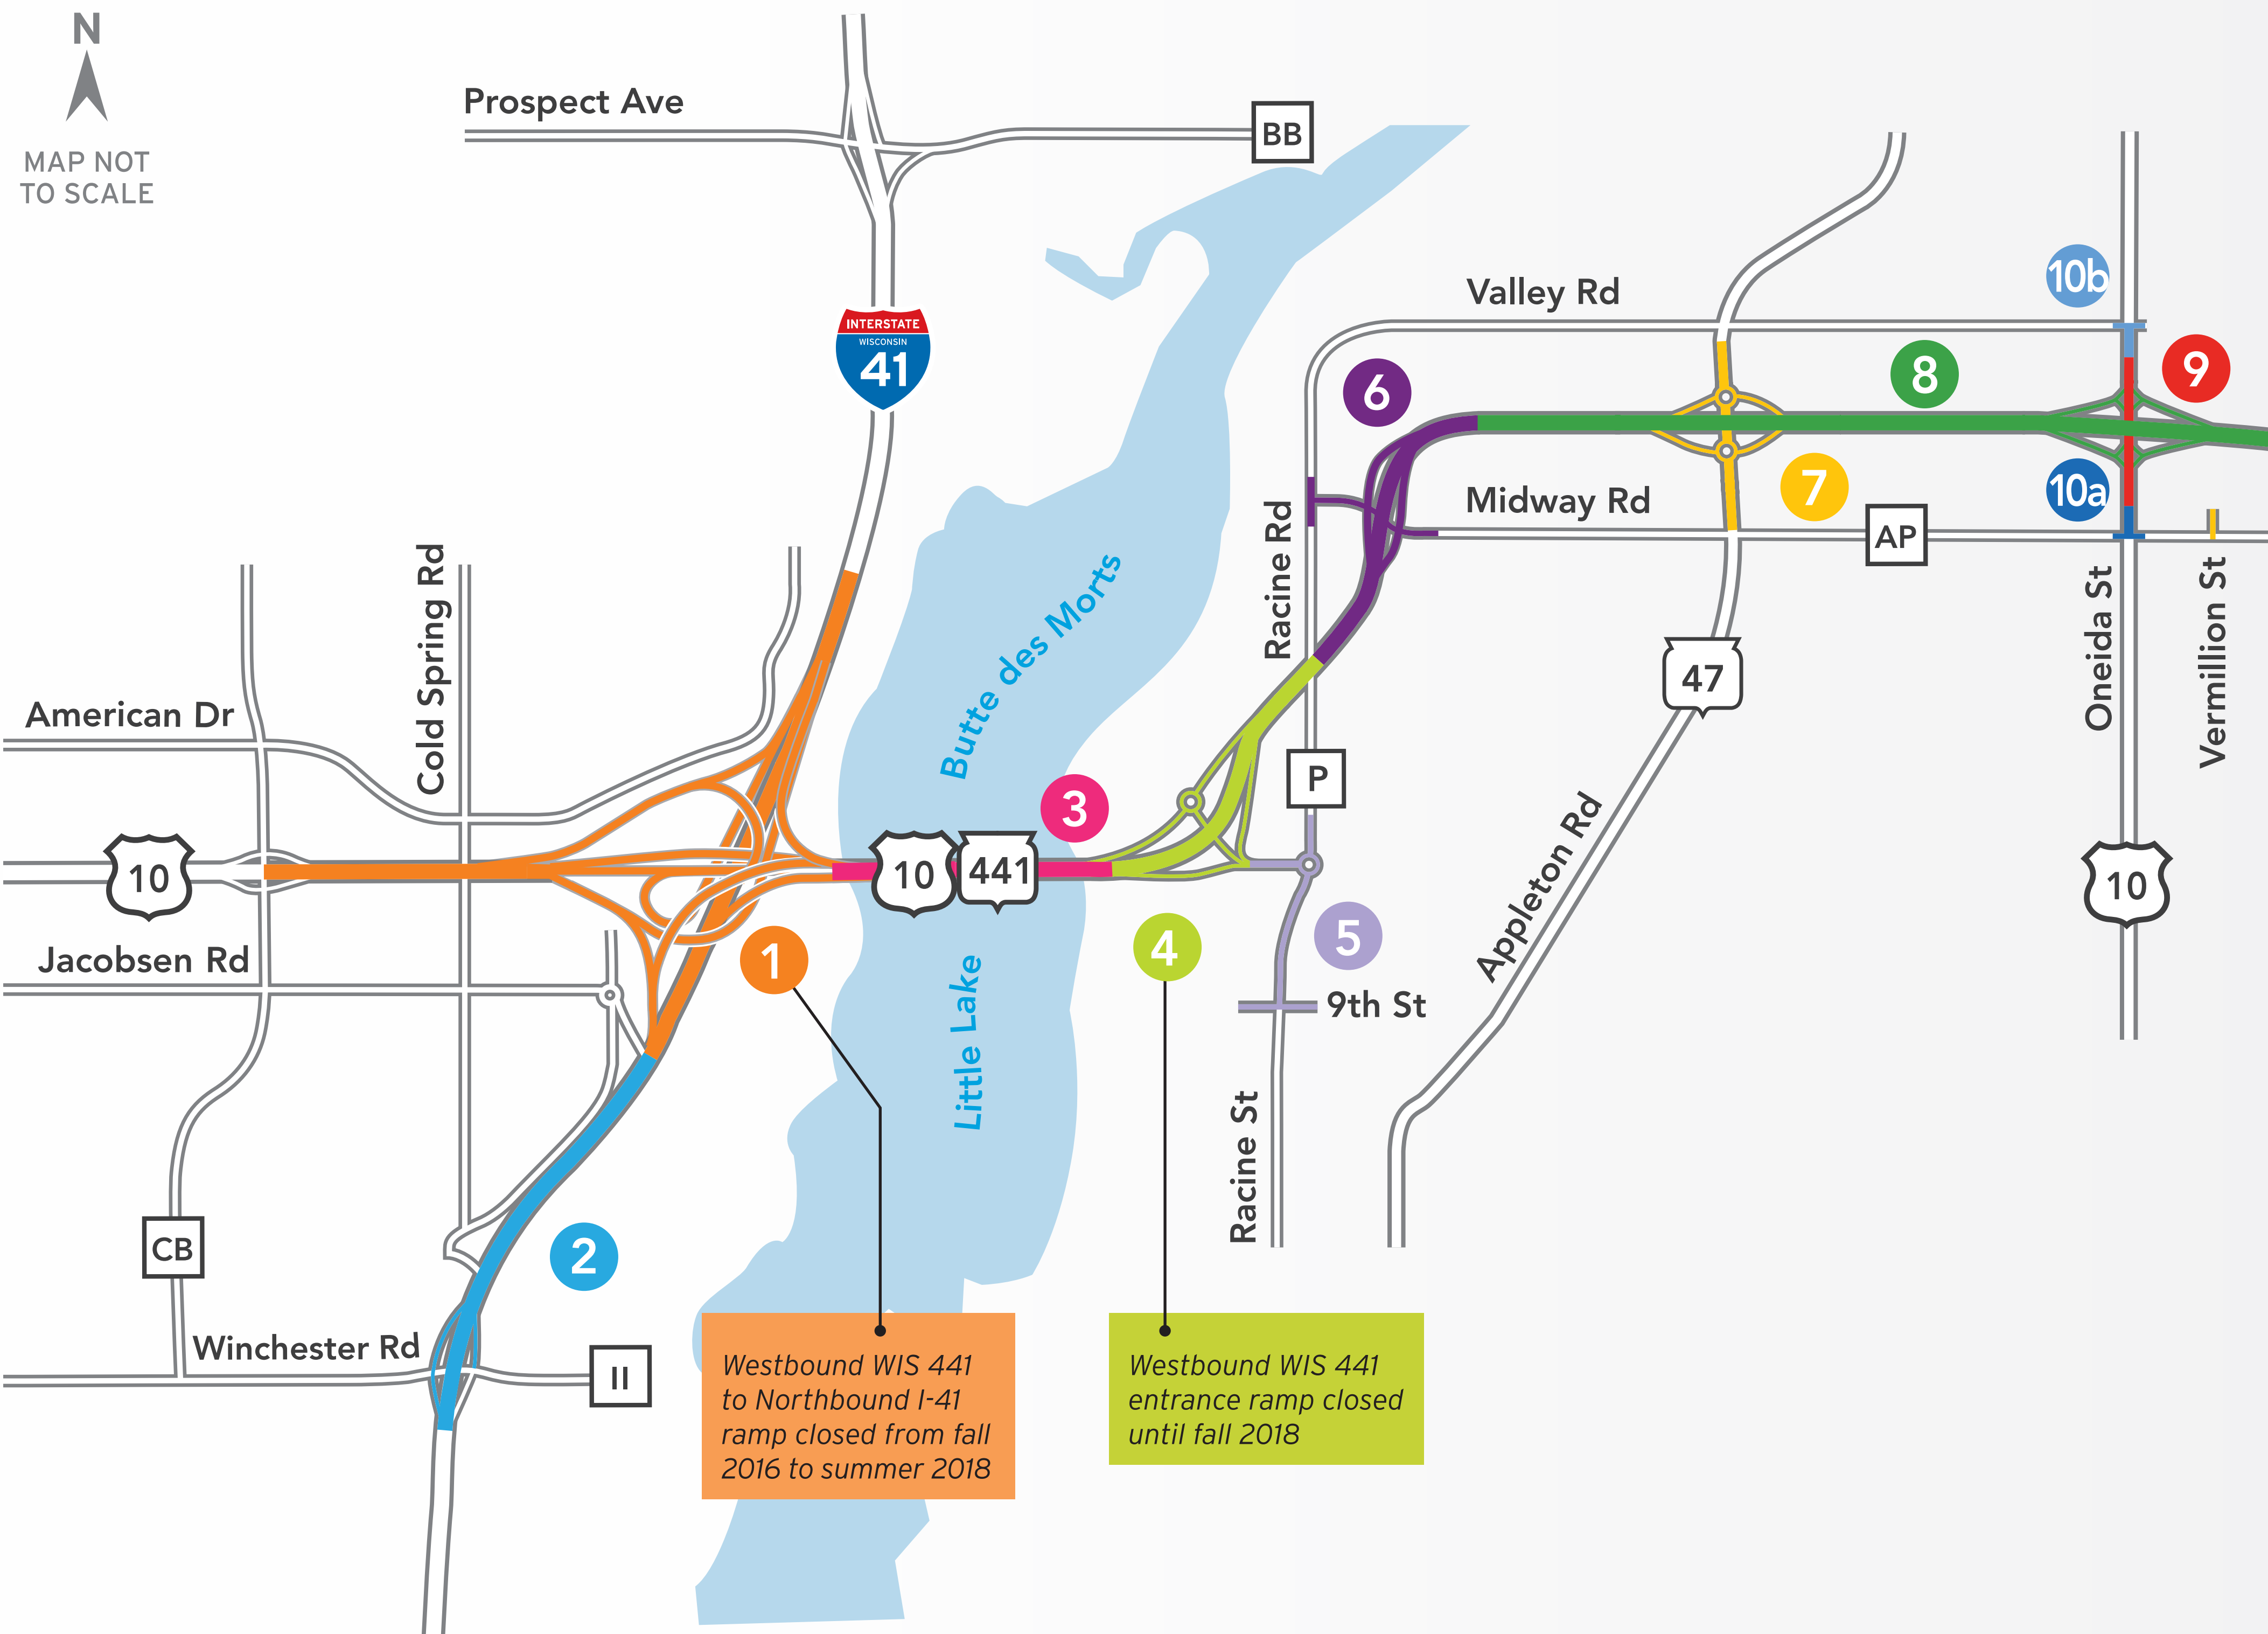 N
MAP NOT
TO SCALE
Prospect Ave
BB
INTERSTATE
WISCONSIN
41
Valley Rd
10b
9
8
6
7
10a
Midway Rd
AP
Racine Rd
Butte des Morts
Little Lake
Cold Spring Rd
American Dr
47
Oneida St
Vermillion St
P
3
10
10
441
10
Appleton Rd
Jacobsen Rd
1
4
5
9th St
Racine St
CB
2
Winchester Rd
II
Westbound WIS 441
to Northbound I-41
ramp closed from fall
2016 to summer 2018
Westbound WIS 441
entrance ramp closed
until fall 2018